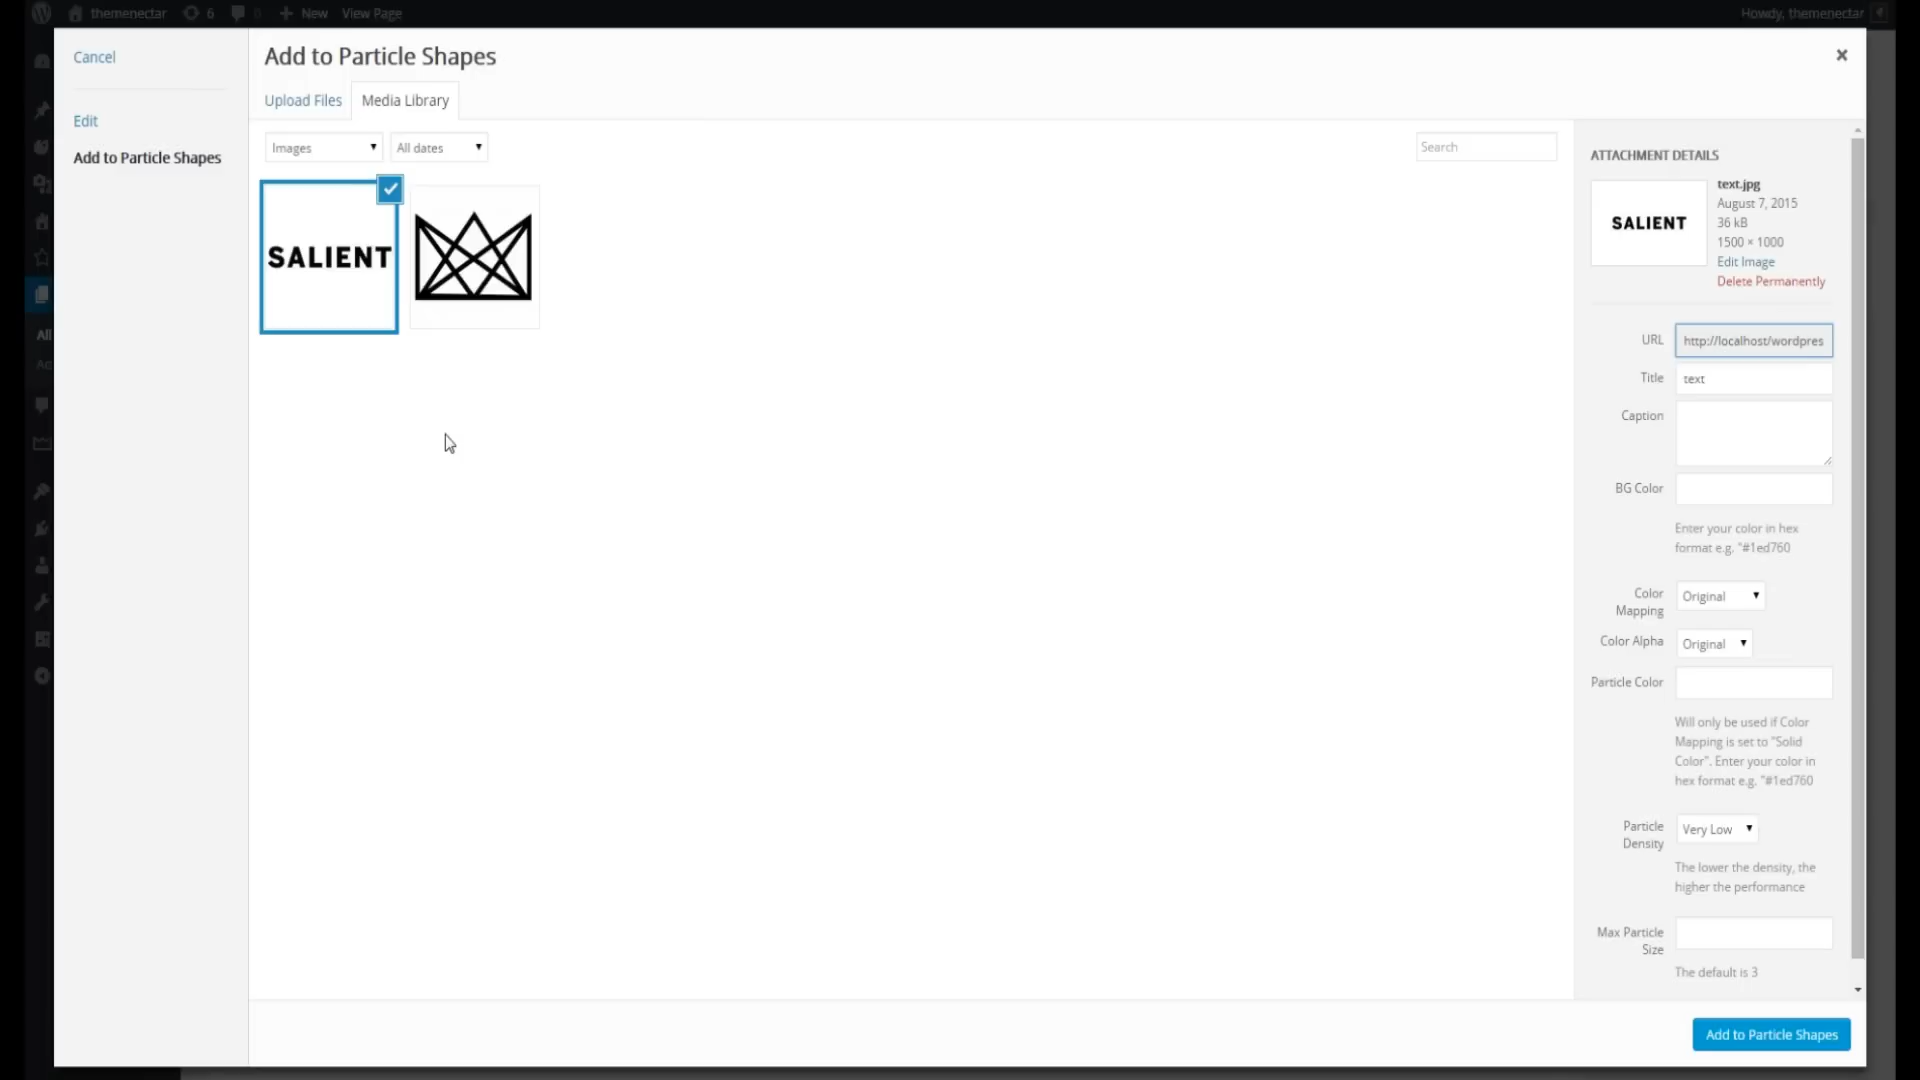 themenectar
6
0
New
View Page
Howdy, themenectar
Cancel
Edit
Add to Particle Shapes
Add to Particle Shapes
Upload Files
Media Library
Images
All dates
Search
SALIENT
ATTACHMENT DETAILS
SALIENT
text.jpg
August 7, 2015
36 kB
1500 × 1000
Edit Image
Delete Permanently
URL
http://localhost/wordpres
Title
text
Caption
BG Color
Enter your color in hex
format e.g. "#1ed760
Color
Mapping
Original
Color Alpha
Original
Particle Color
Will only be used if Color
Mapping is set to "Solid
Color". Enter your color in
hex format e.g. "#1ed760
Particle
Density
Very Low
The lower the density, the
higher the performance
Max Particle
Size
The default is 3
Add to Particle Shapes
All